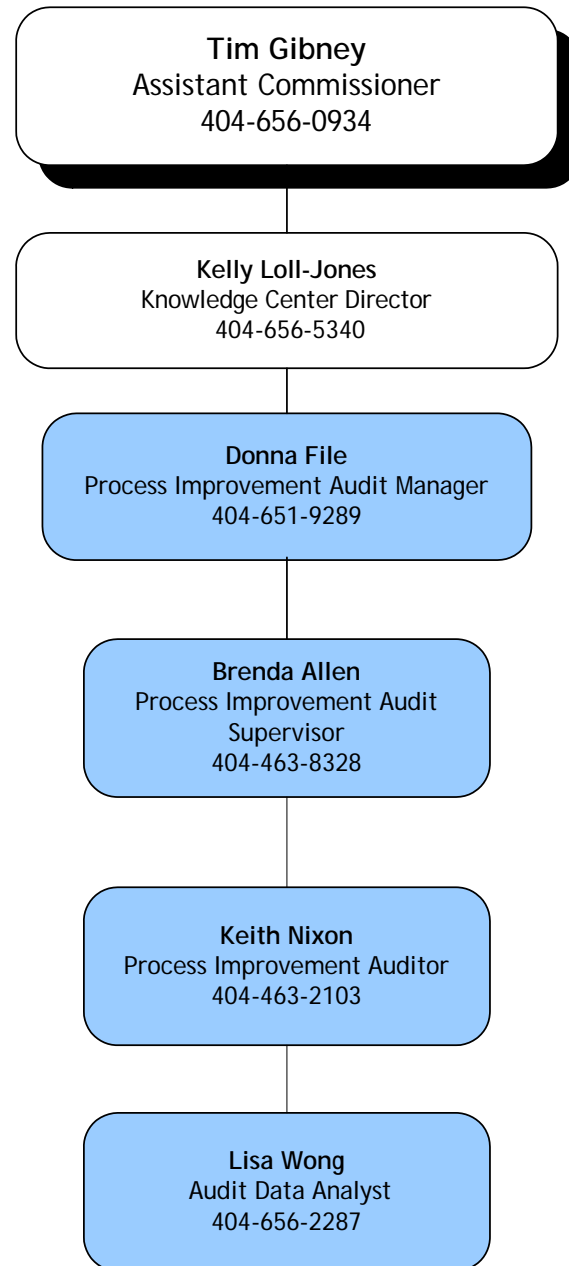 Tim Gibney
Assistant Commissioner
404-656-0934
Kelly Loll-Jones
Knowledge Center Director
404-656-5340
Donna File
Process Improvement Audit Manager
404-651-9289
Brenda Allen
Process Improvement Audit
Supervisor
404-463-8328
Keith Nixon
Process Improvement Auditor
404-463-2103
Lisa Wong
Audit Data Analyst
404-656-2287